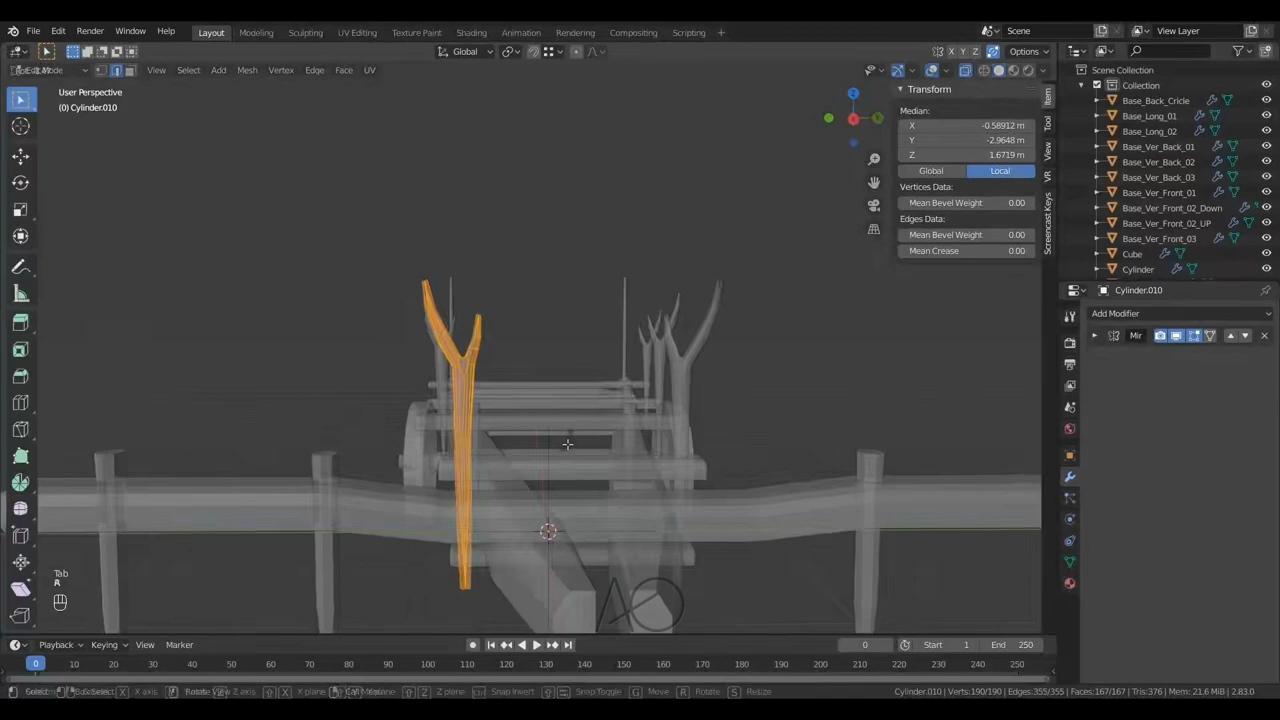 File Edit Render Window Help Layout Modeling Sculpting UV Editing Texture Paint Shading Animation Rendering Compositing Scripting + Scene View Layer
Global X Y Z Options
View Select Add Mesh Vertex Edge Face UV
User Perspective
(0) Cylinder.010
Transform
Median:
X -0.58912 m
Y -2.9648 m
Z 1.6719 m
Global Local
Vertices Data:
Mean Bevel Weight 0.00
Edges Data:
Mean Bevel Weight 0.00
Mean Crease 0.00
Item
Tool
View
VR
Screencast Keys
Scene Collection
Collection
Base_Back_Cricle
Base_Long_01
Base_Long_02
Base_Ver_Back_01
Base_Ver_Back_02
Base_Ver_Back_03
Base_Ver_Front_01
Base_Ver_Front_02_Down
Base_Ver_Front_02_UP
Base_Ver_Front_03
Cube
Cylinder
Cylinder.010
Add Modifier
Mir
Tab
A
Playback Keying View Marker 0 Start 1 End 250
0 10 20 30 40 50 60 70 80 90 100 110 120 130 140 150 160 170 180 190 200 210 220 230 240 250
X axis X plane Z plane Snap Invert Snap Toggle G Move R Rotate S Resize Cylinder.010 | Verts:190/190 | Edges:355/355 | Faces:167/167 | Tris:376 | Mem: 21.6 MiB | 2.83.0